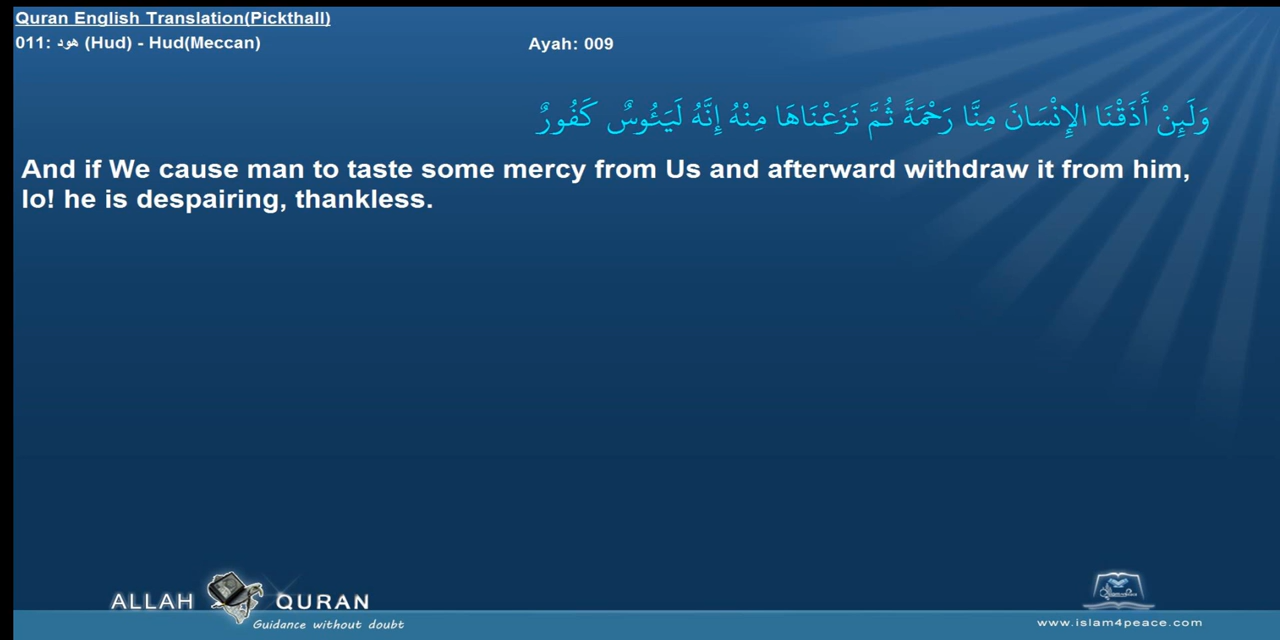 Quran English Translation(Pickthall)
011: هود (Hud) - Hud(Meccan) Ayah: 009
وَلَئِنْ أَذَقْنَا الإِنْسَانَ مِنَّا رَحْمَةً ثُمَّ نَزَعْنَاهَا مِنْهُ إِنَّهُ لَيَئُوسٌ كَفُورٌ
And if We cause man to taste some mercy from Us and afterward withdraw it from him,
lo! he is despairing, thankless.
ALLAH QURAN
Guidance without doubt
www.islam4peace.com